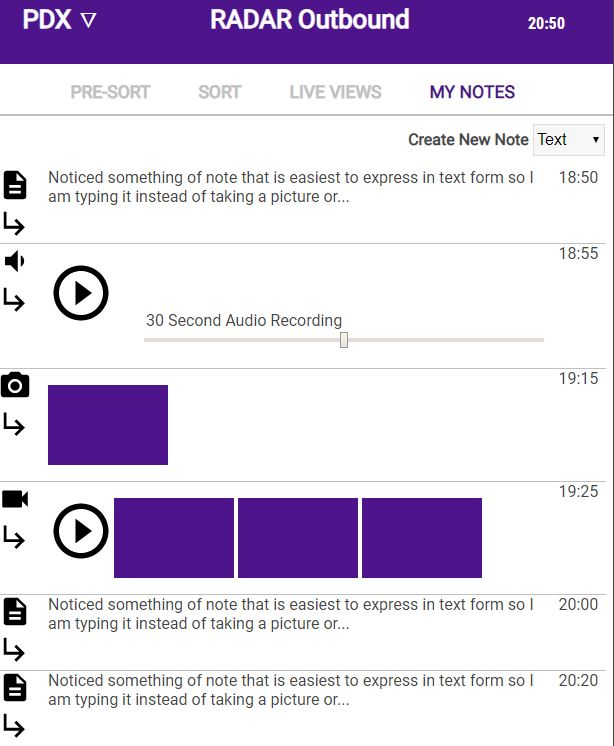 PDX ▽ RADAR Outbound 20:50
PRE-SORT SORT LIVE VIEWS MY NOTES
Create New Note Text
Noticed something of note that is easiest to express in text form so I 18:50
am typing it instead of taking a picture or...
18:55
30 Second Audio Recording
19:15
19:25
Noticed something of note that is easiest to express in text form so I 20:00
am typing it instead of taking a picture or...
Noticed something of note that is easiest to express in text form so I 20:20
am typing it instead of taking a picture or...